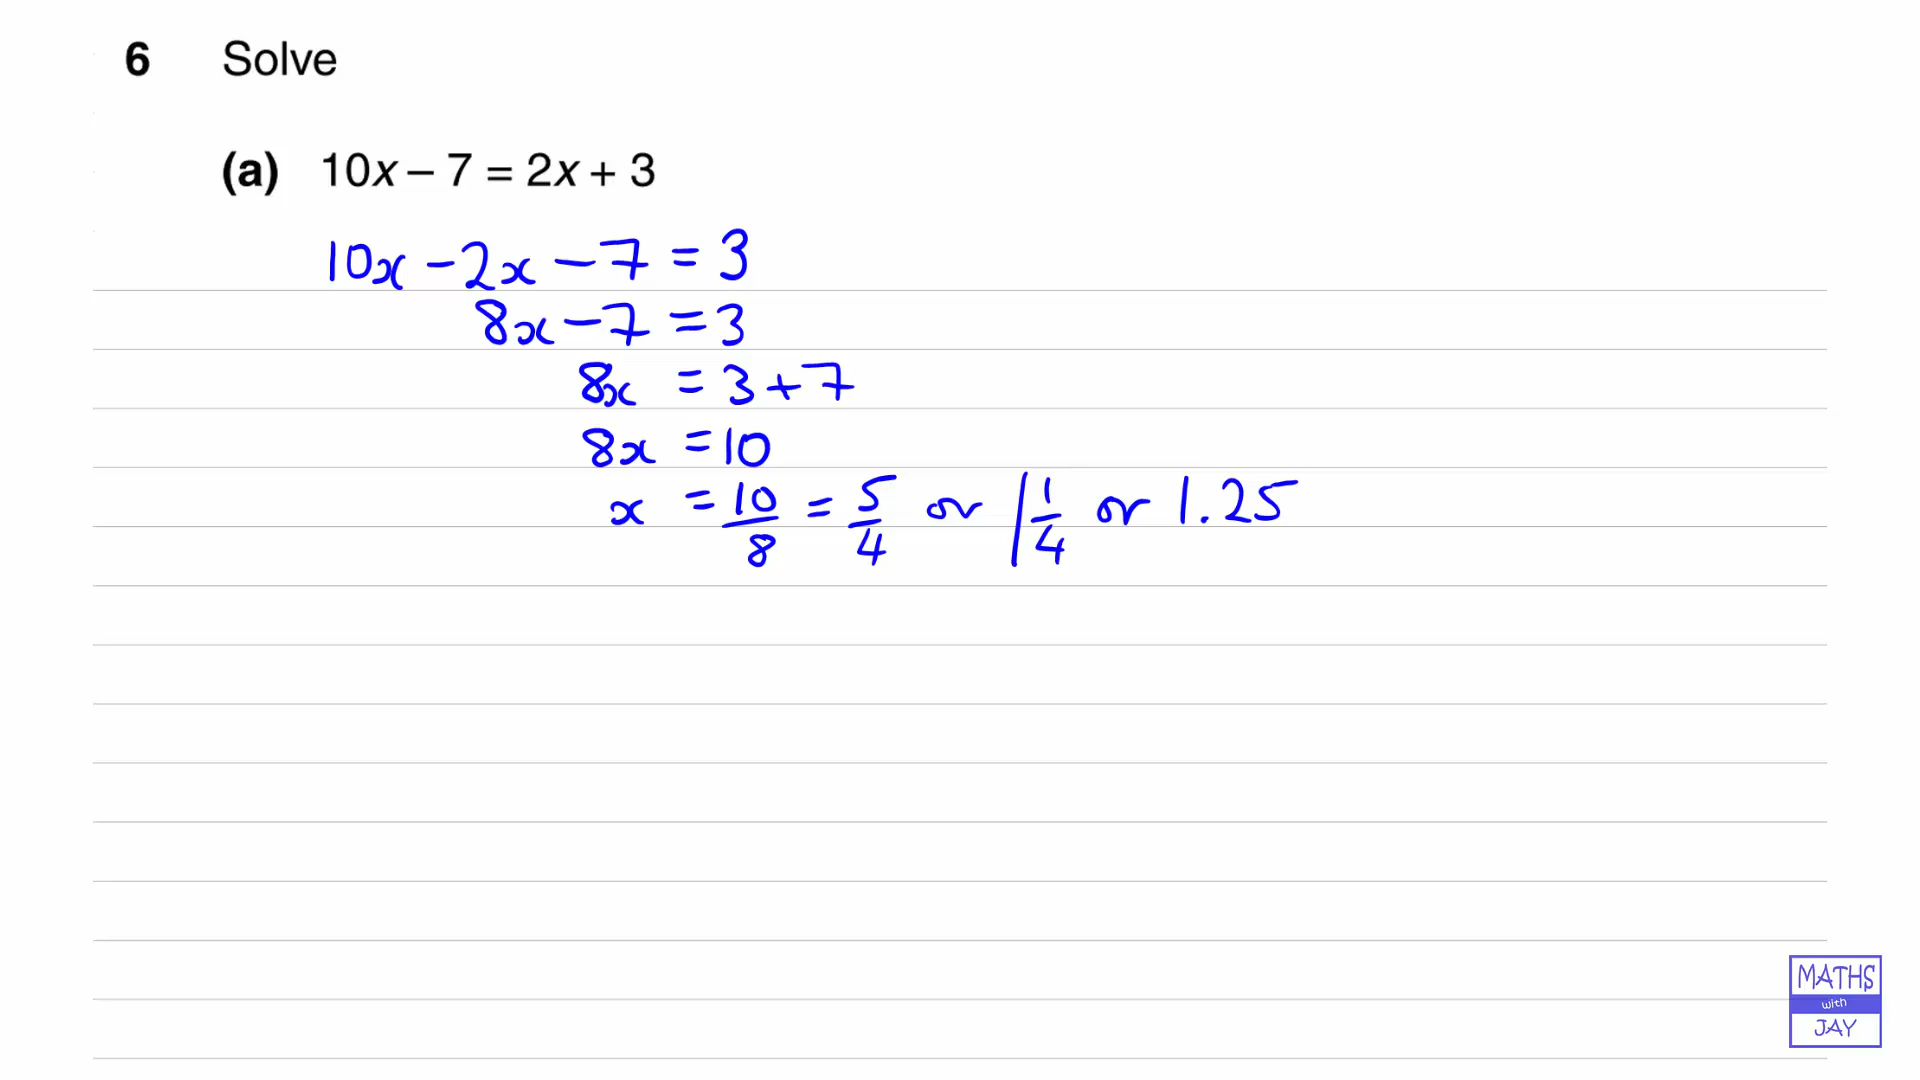 6 Solve
(a) 10x – 7 = 2x + 3
10x – 2x – 7 = 3
8x – 7 = 3
8x = 3 + 7
8x = 10
x = 10/8 = 5/4 or 1 1/4 or 1.25
MATHS
with
JAY